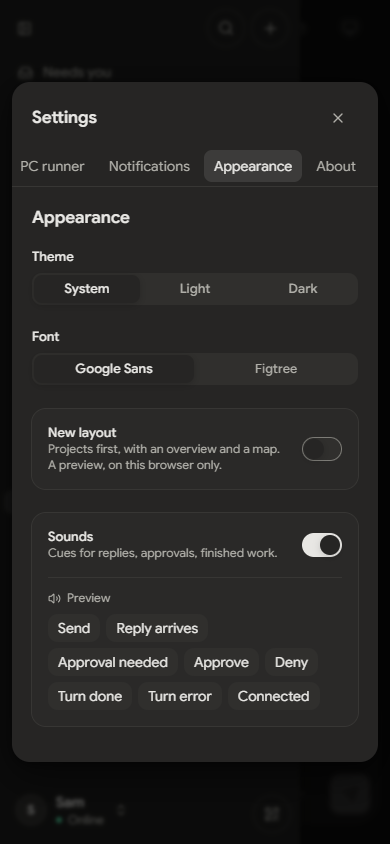 Needs you
Settings
PC runner Notifications Appearance About
Appearance
Theme
System Light Dark
Font
Google Sans Figtree
New layout
Projects first, with an overview and a map.
A preview, on this browser only.
Sounds
Cues for replies, approvals, finished work.
Preview
Send Reply arrives
Approval needed Approve Deny
Turn done Turn error Connected
Sam
Online